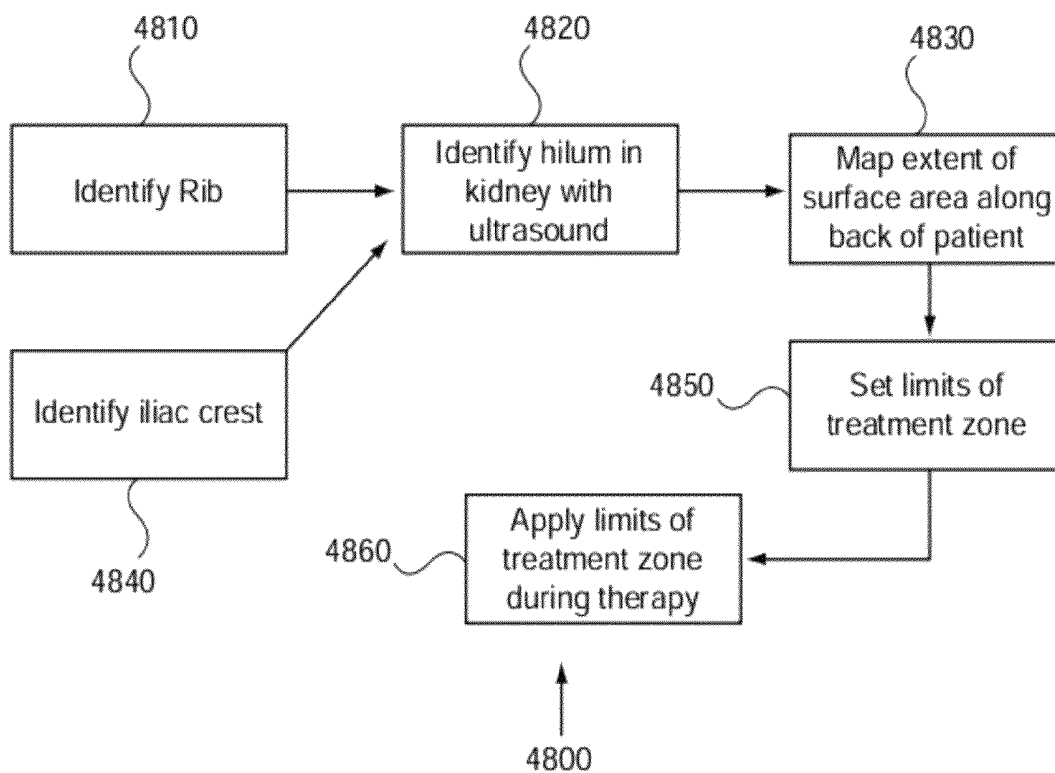 4810
4820
4830
Identify Rib
Identify hilum in
kidney with
ultrasound
Map extent of
surface area along
back of patient
Identify iliac crest
4840
4850
Set limits of
treatment zone
4860
Apply limits of
treatment zone
during therapy
4800